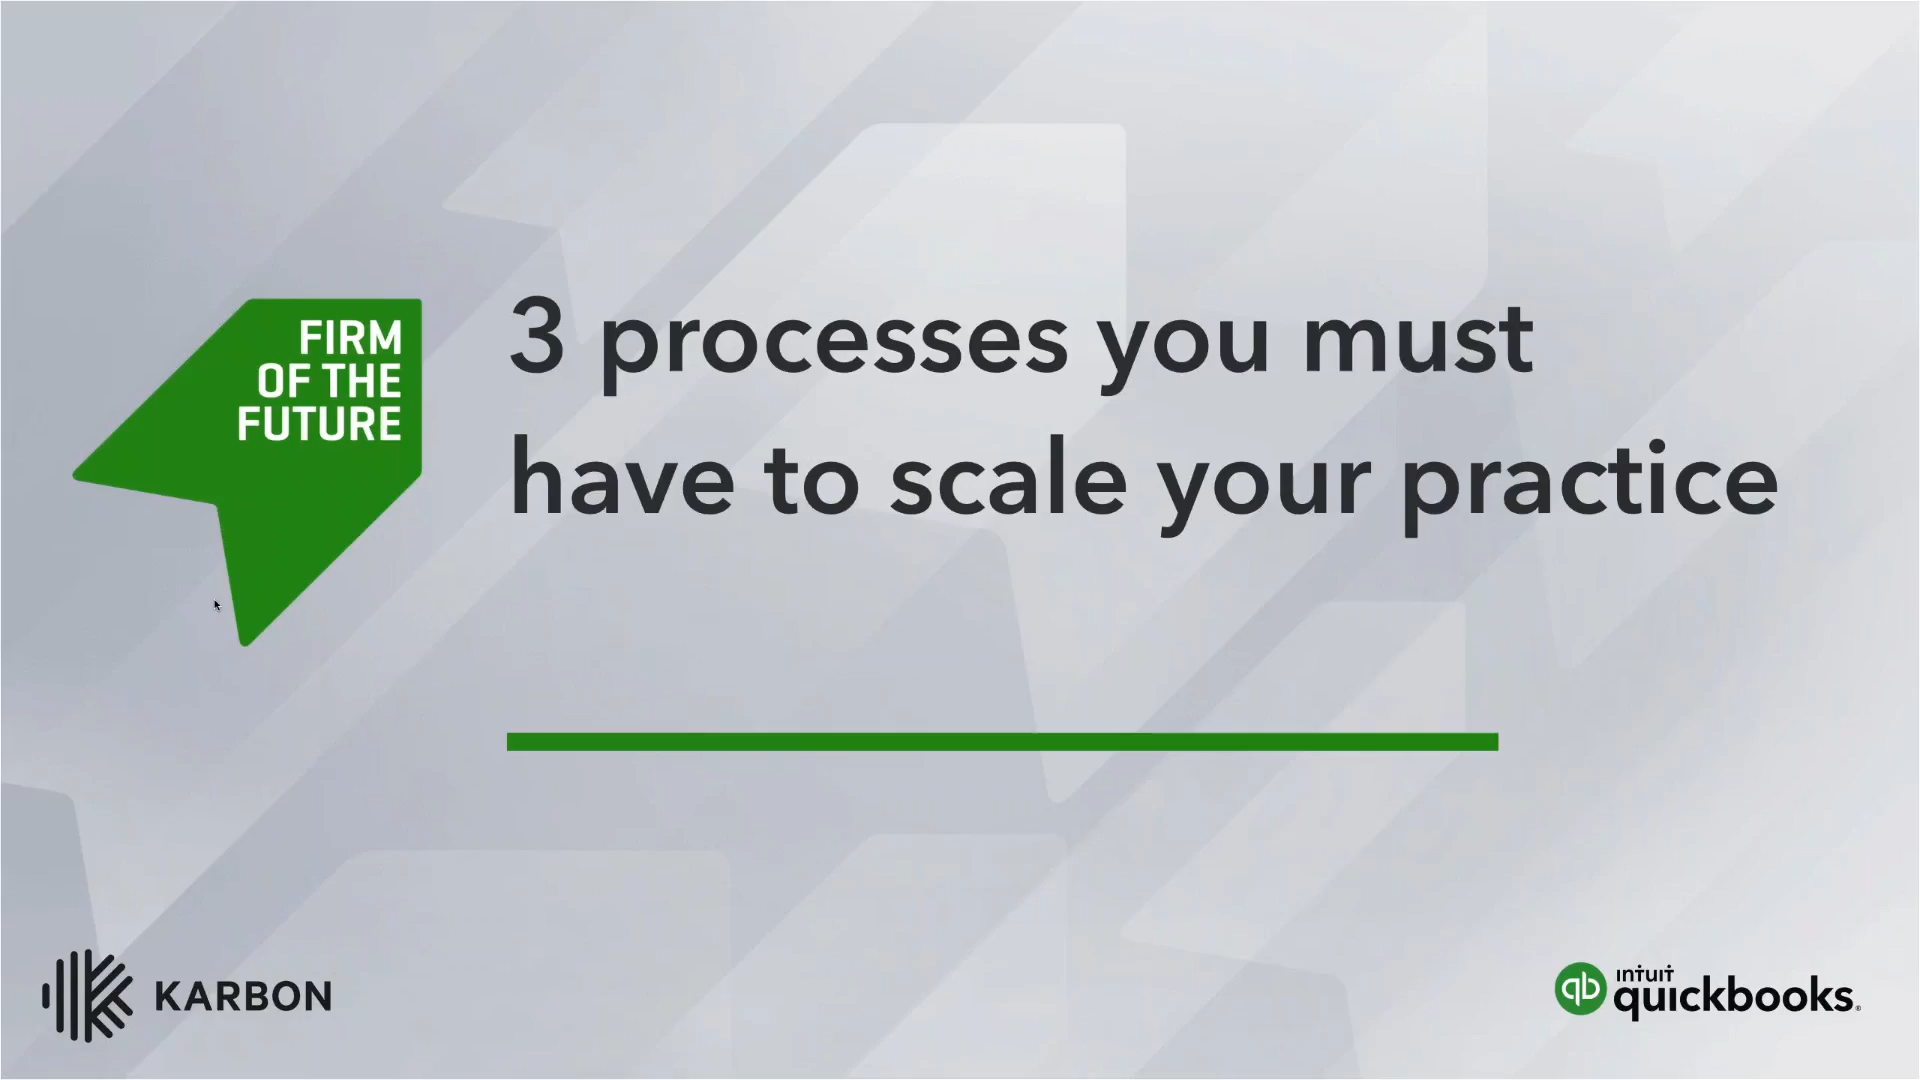 FIRM
OF THE
FUTURE
3 processes you must
have to scale your practice
KARBON
intuit
quickbooks.